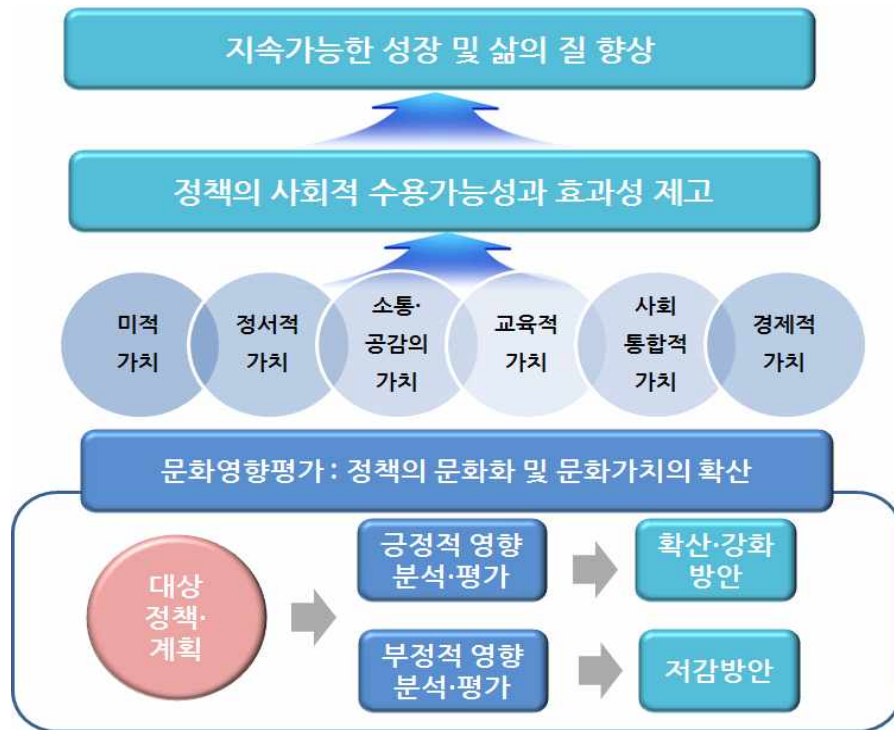 지속가능한 성장 및 삶의 질 향상
정책의 사회적 수용가능성과 효과성 제고
미적
가치
정서적
가치
소통·
공감의
가치
교육적
가치
사회
통합적
가치
경제적
가치
문화영향평가 : 정책의 문화화 및 문화가치의 확산
대상
정책·
계획
긍정적 영향
분석·평가
확산·강화
방안
부정적 영향
분석·평가
저감방안